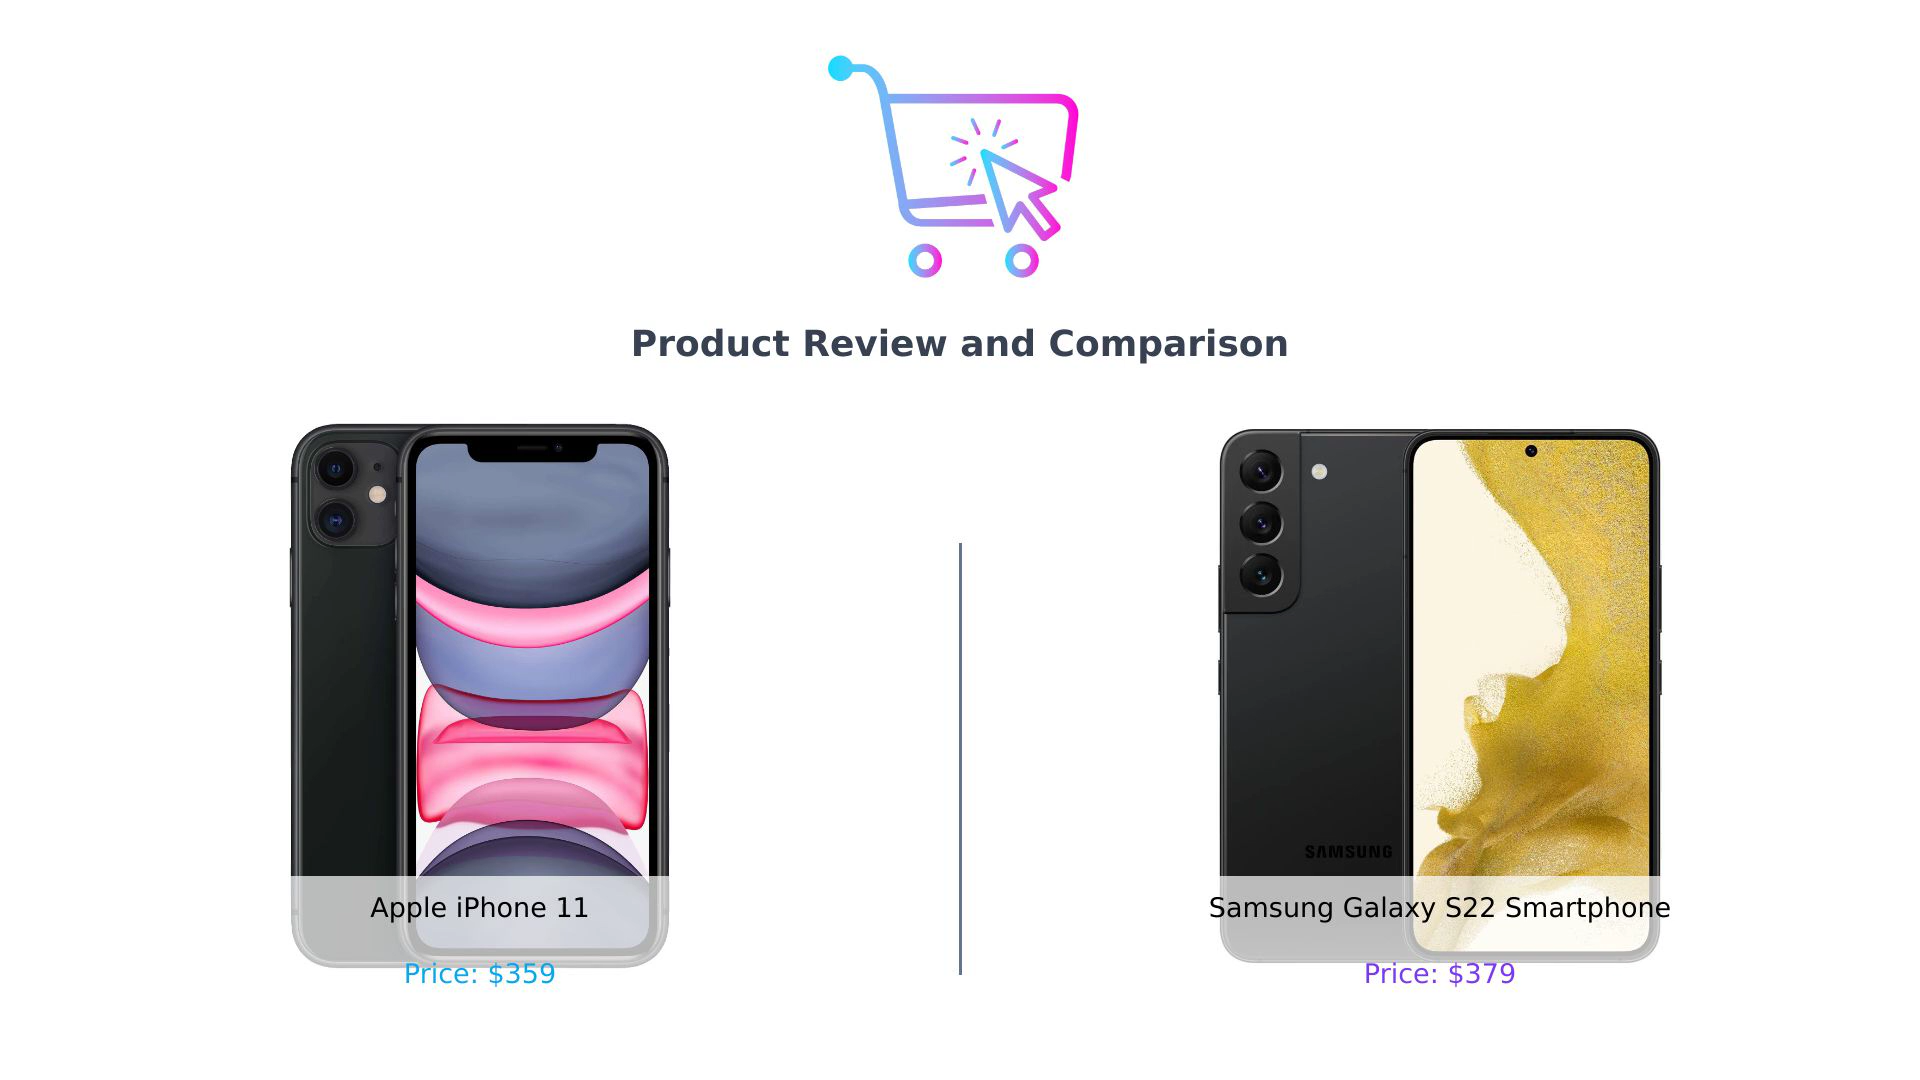 Product Review and Comparison
SAMSUNG
Apple iPhone 11
Samsung Galaxy S22 Smartphone
Price: $359
Price: $379